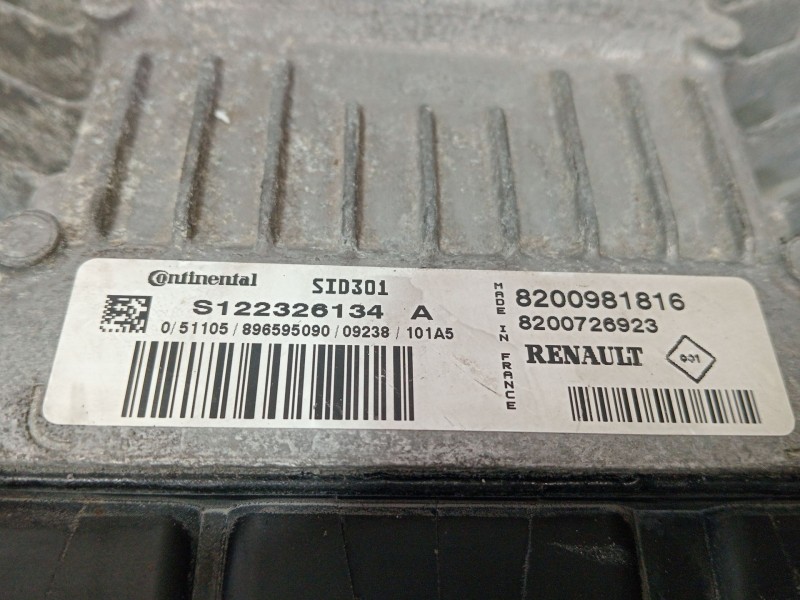 Continental SID301
S122326134 A
0/51105/896595090/09238/101A5
MADE IN FRANCE
8200981816
8200726923
RENAULT
001